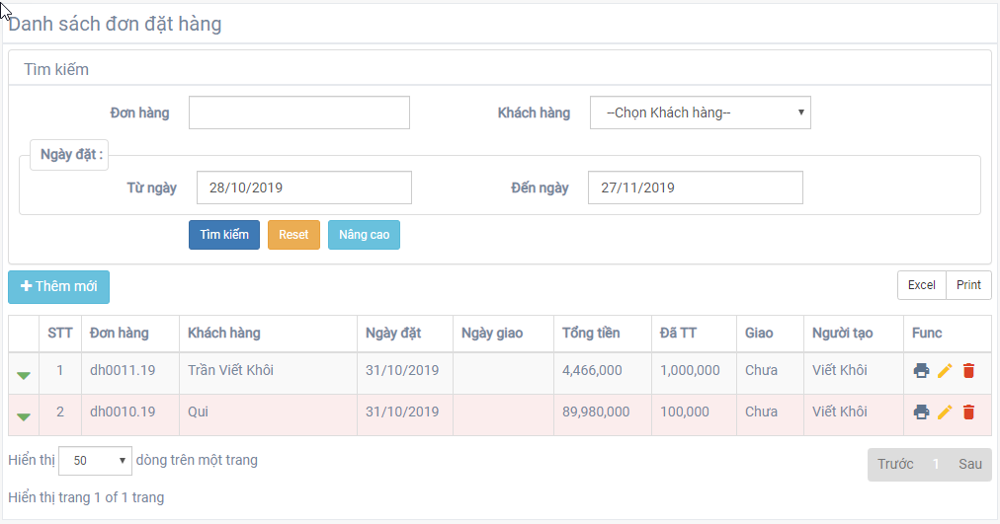 Danh sách đơn đặt hàng
Tìm kiếm
Đơn hàng
Khách hàng --Chọn Khách hàng--
Ngày đặt :
Từ ngày 28/10/2019 Đến ngày 27/11/2019
Tìm kiếm Reset Nâng cao
Thêm mới Excel Print
STT Đơn hàng Khách hàng Ngày đặt Ngày giao Tổng tiền Đã TT Giao Người tạo Func
1 dh0011.19 Trần Viết Khôi 31/10/2019 4,466,000 1,000,000 Chưa Viết Khôi
2 dh0010.19 Qui 31/10/2019 89,980,000 100,000 Chưa Viết Khôi
Hiển thị 50 dòng trên một trang
Trước 1 Sau
Hiển thị trang 1 of 1 trang